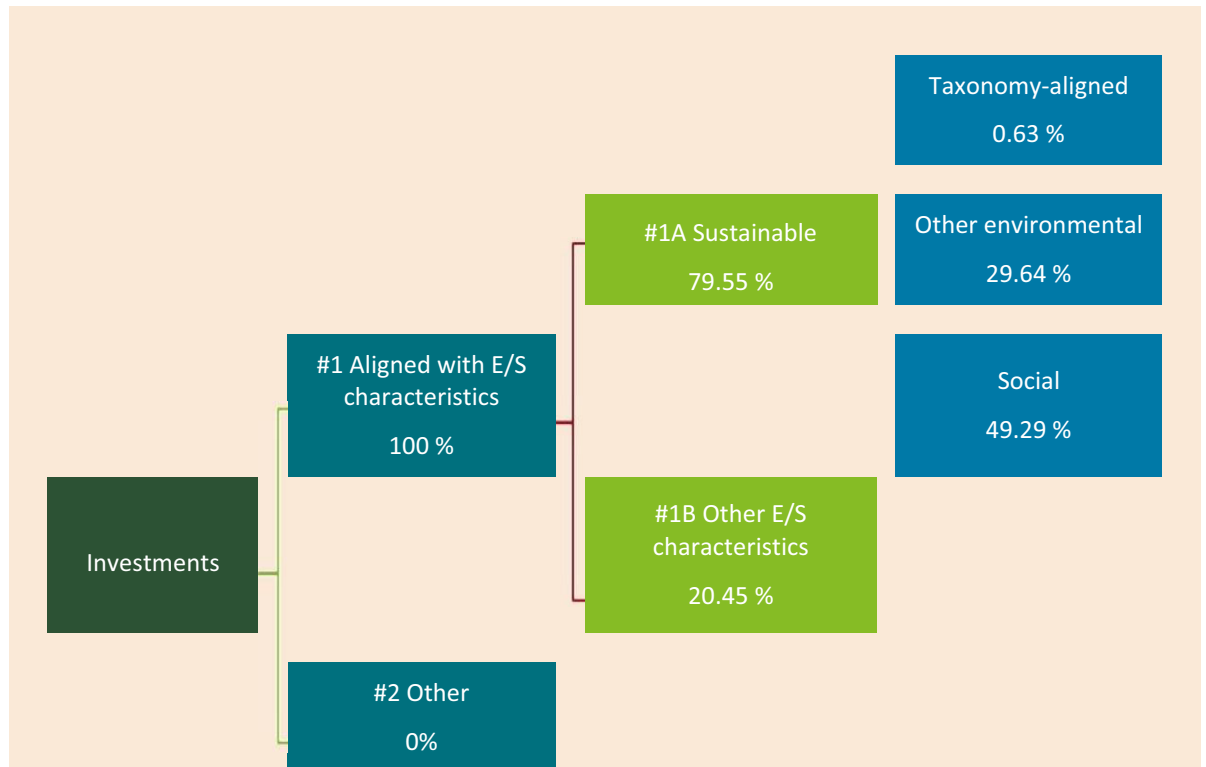 Taxonomy-aligned
0.63 %
#1A Sustainable
79.55 %
Other environmental
29.64 %
#1 Aligned with E/S
characteristics
100 %
Social
49.29 %
Investments
#1B Other E/S
characteristics
20.45 %
#2 Other
0%